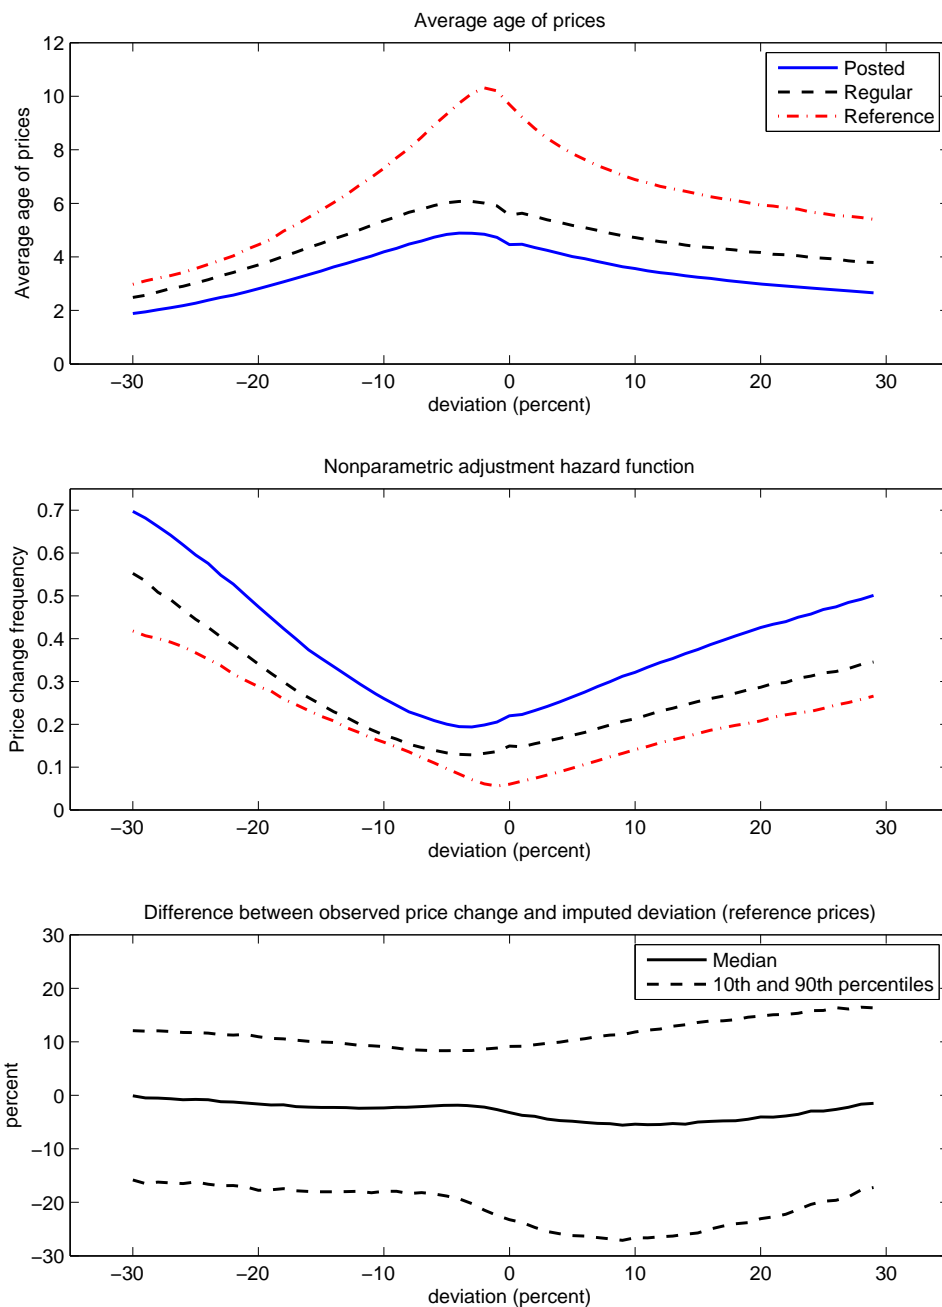 Average age of prices
12
10
8
6
4
2
0
Average age of prices
Posted
Regular
Reference
−30 −20 −10 0 10 20 30
deviation (percent)
Nonparametric adjustment hazard function
0.7
0.6
0.5
0.4
0.3
0.2
0.1
0
Price change frequency
−30 −20 −10 0 10 20 30
deviation (percent)
Difference between observed price change and imputed deviation (reference prices)
30
20
10
0
−10
−20
−30
percent
Median
10th and 90th percentiles
−30 −20 −10 0 10 20 30
deviation (percent)